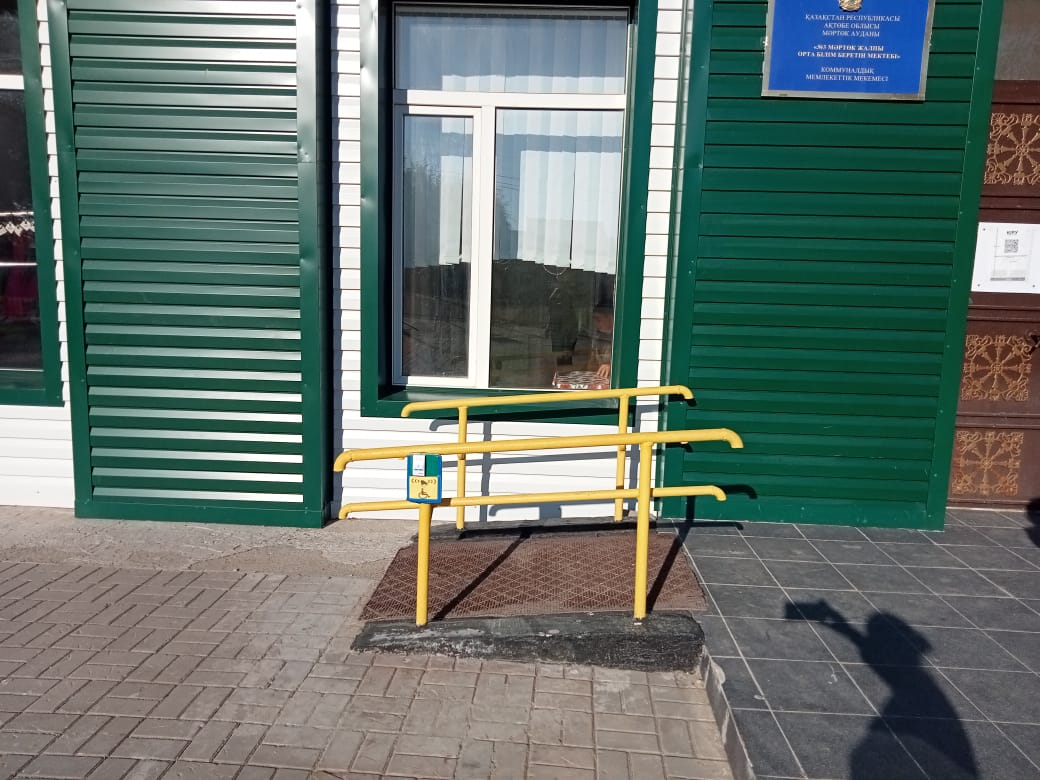 ҚАЗАҚСТАН РЕСПУБЛИКАСЫ
АҚТӨБЕ ОБЛЫСЫ
МӘРТӨК АУДАНЫ
«№3 МӘРТӨК ЖАЛПЫ
ОРТА БІЛІМ БЕРЕТІН МЕКТЕБІ»
КОММУНАЛДЫҚ
МЕМЛЕКЕТТІК МЕКЕМЕСІ